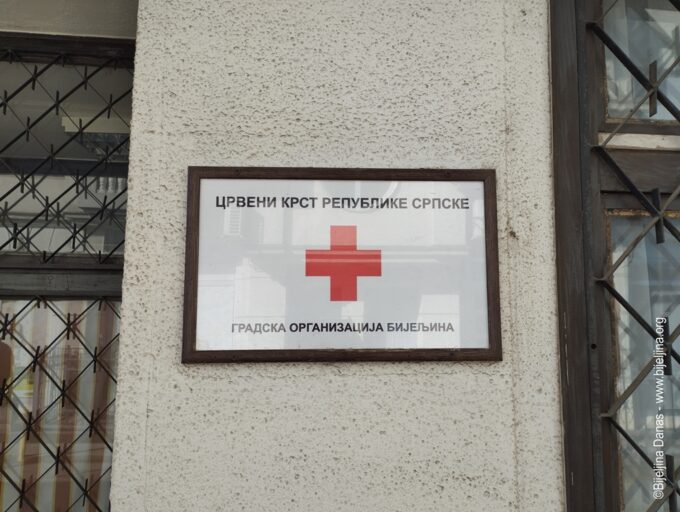 ЦРВЕНИ КРСТ РЕПУБЛИКЕ СРПСКЕ
ГРАДСКА ОРГАНИЗАЦИЈА БИЈЕЉИНА
©Bijeljina Danas - www.bijeljina.org